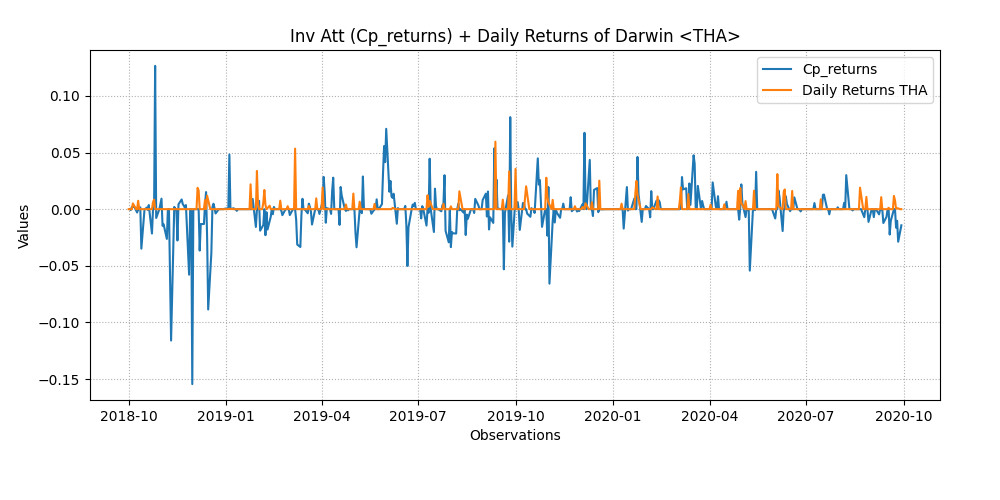 Inv Att (Cp_returns) + Daily Returns of Darwin <THA>
Cp_returns
Daily Returns THA
Values
0.10
0.05
0.00
−0.05
−0.10
−0.15
2018-10 2019-01 2019-04 2019-07 2019-10 2020-01 2020-04 2020-07 2020-10
Observations